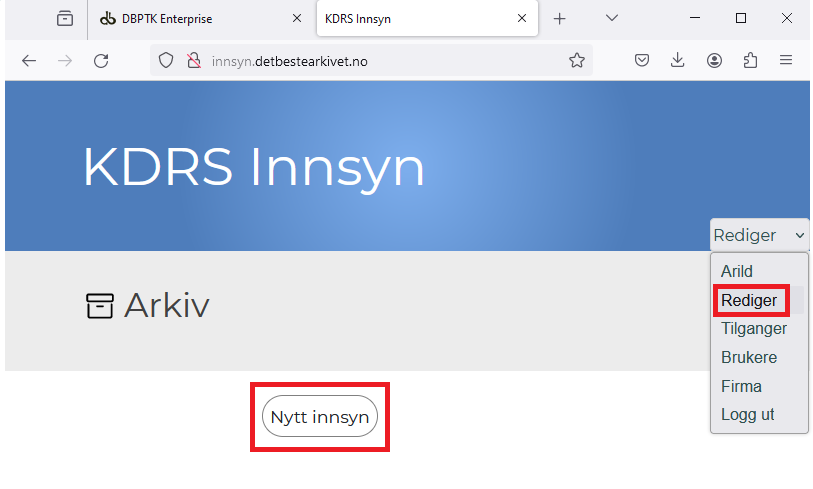 DBPTK Enterprise
KDRS Innsyn
innsyn.detbestearkivet.no
KDRS Innsyn
Rediger
Arkiv
Arild
Rediger
Tilganger
Brukere
Firma
Logg ut
Nytt innsyn